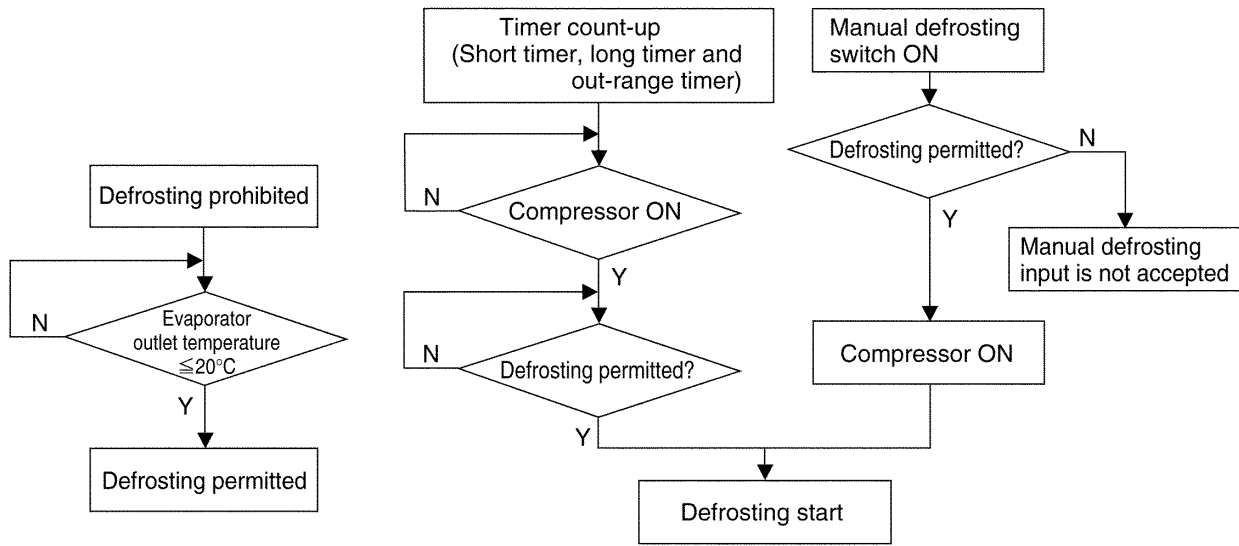 Defrosting prohibited
N
Evaporator
outlet temperature
≦20°C
Y
Defrosting permitted
Timer count-up
(Short timer, long timer and
out-range timer)
N
Compressor ON
Y
N
Defrosting permitted?
Y
Manual defrosting
switch ON
Defrosting permitted?
N
Y
Manual defrosting
input is not accepted
Compressor ON
Defrosting start